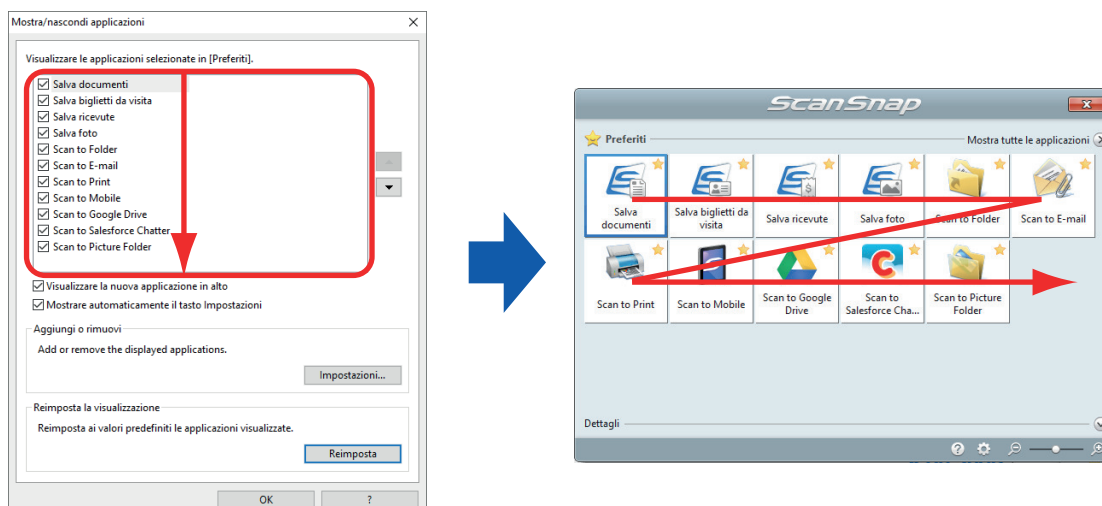 Mostra/nascondi applicazioni
Visualizzare le applicazioni selezionate in [Preferiti].
Salva documenti
Salva biglietti da visita
Salva ricevute
Salva foto
Scan to Folder
Scan to E-mail
Scan to Print
Scan to Mobile
Scan to Google Drive
Scan to Salesforce Chatter
Scan to Picture Folder
Visualizzare la nuova applicazione in alto
Mostrare automaticamente il tasto Impostazioni
Aggiungi o rimuovi
Add or remove the displayed applications.
Impostazioni...
Reimposta la visualizzazione
Reimposta ai valori predefiniti le applicazioni visualizzate.
Reimposta
OK ?
ScanSnap
Preferiti
Mostra tutte le applicazioni
Salva
documenti
Salva biglietti da
visita
Salva ricevute
Salva foto
Scan to Folder
Scan to E-mail
Scan to Print
Scan to Mobile
Scan to Google
Drive
Scan to
Salesforce Cha...
Scan to Picture
Folder
Dettagli